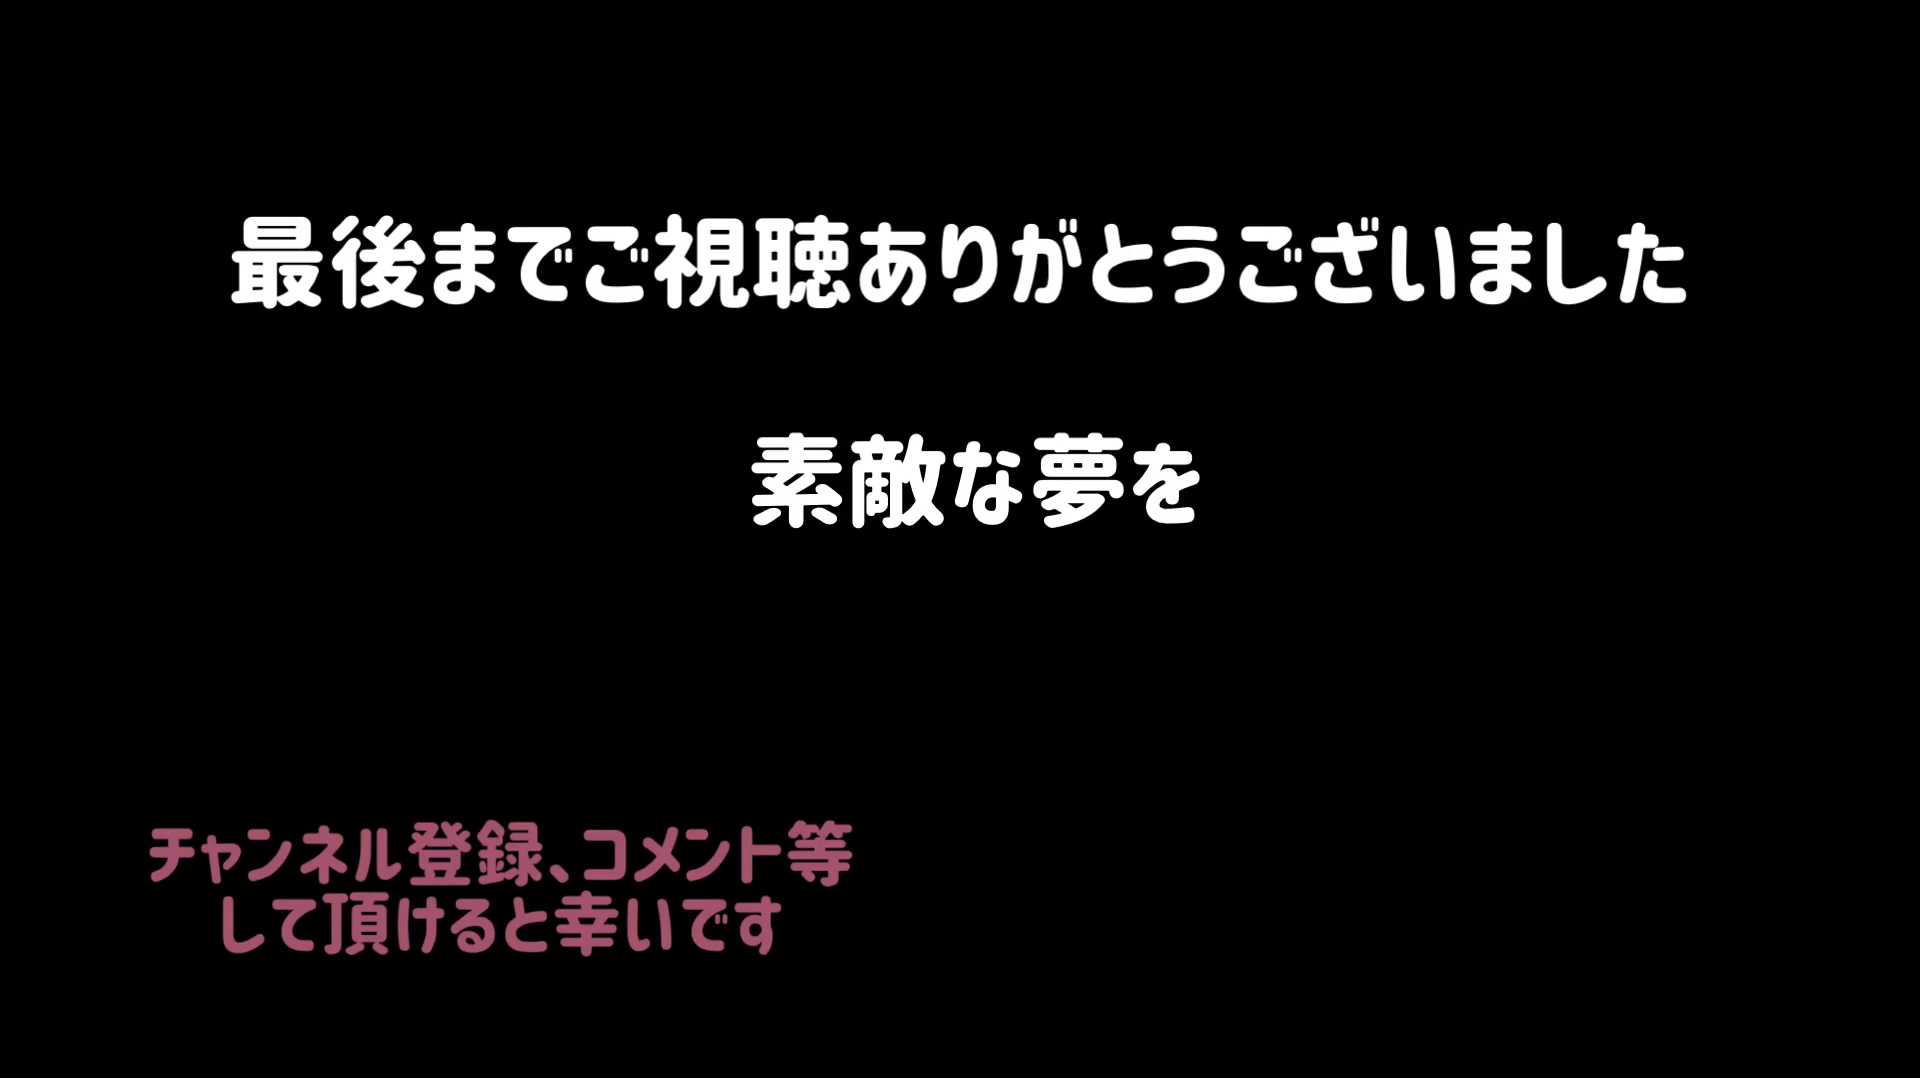 最後までご視聴ありがとうございました
素敵な夢を
チャンネル登録、コメント等
して頂けると幸いです